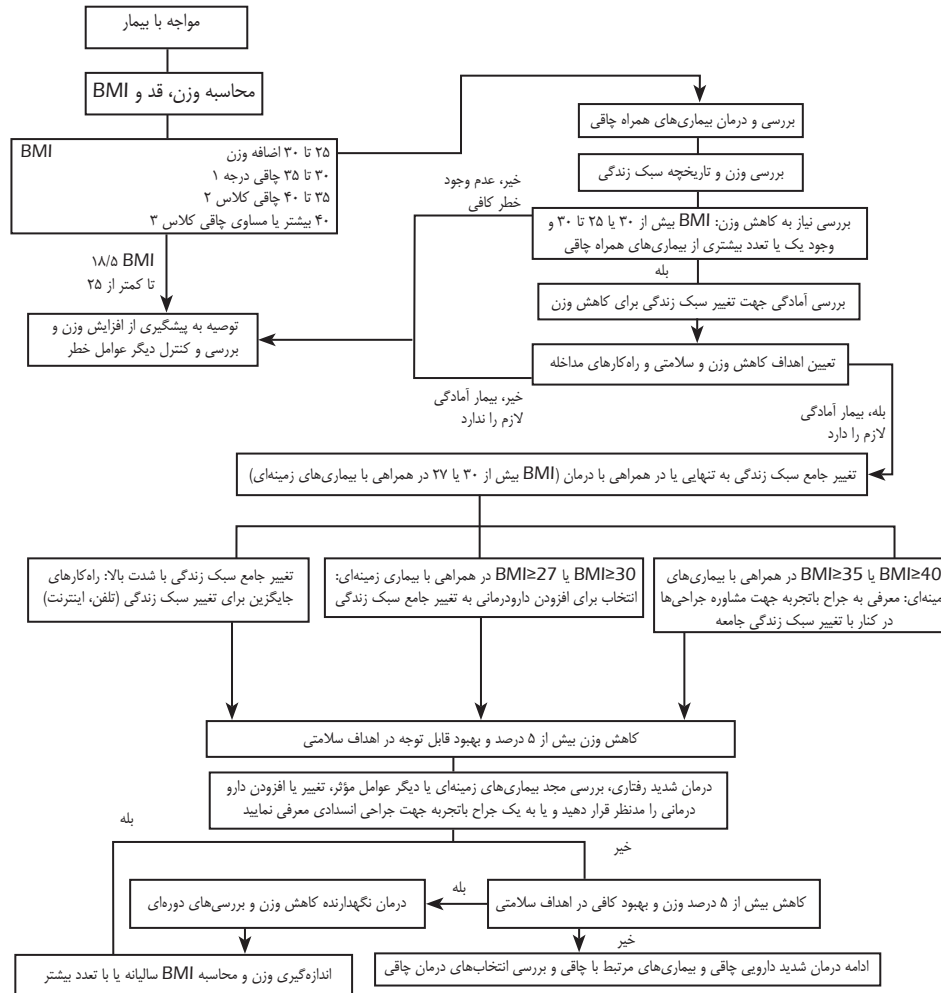 مواجه با بیمار
محاسبه وزن، قد و BMI
BMI
۲۵ تا ۳۰ اضافه وزن
۳۰ تا ۳۵ چاقی درجه ۱
۳۵ تا ۴۰ چاقی کلاس ۲
۴۰ بیشتر یا مساوی چاقی کلاس ۳
۱۸/۵ BMI
تا کمتر از ۲۵
توصیه به پیشگیری از افزایش وزن و
بررسی و کنترل دیگر عوامل خطر
بررسی و درمان بیماری‌های همراه چاقی
بررسی وزن و تاریخچه سبک زندگی
خیر، عدم وجود
خطر کافی
بررسی نیاز به کاهش وزن: BMI بیش از ۳۰ یا ۲۵ تا ۳۰ و
وجود یک یا تعدد بیشتری از بیماری‌های همراه چاقی
بله
بررسی آمادگی جهت تغییر سبک زندگی برای کاهش وزن
تعیین اهداف کاهش وزن و سلامتی و راه‌کارهای مداخله
خیر، بیمار آمادگی
لازم را ندارد
بله، بیمار آمادگی
لازم را دارد
تغییر جامع سبک زندگی به تنهایی یا در همراهی با درمان (BMI بیش از ۳۰ یا ۲۷ در همراهی با بیماری‌های زمینه‌ای)
BMI≥40 یا BMI≥35 در همراهی با بیماری‌های
مینه‌ای: معرفی به جراح باتجربه جهت مشاوره جراحی‌ها
در کنار با تغییر سبک زندگی جامعه
BMI≥30 یا BMI≥27 در همراهی با بیماری زمینه‌ای:
انتخاب برای افزودن دارودرمانی به تغییر جامع سبک زندگی
تغییر جامع سبک زندگی با شدت بالا: راه‌کارهای
جایگزین برای تغییر سبک زندگی (تلفن، اینترنت)
کاهش وزن بیش از ۵ درصد و بهبود قابل توجه در اهداف سلامتی
درمان شدید رفتاری، بررسی مجد بیماری‌های زمینه‌ای یا دیگر عوامل مؤثر، تغییر یا افزودن دارو
درمانی را مدنظر قرار دهید و یا به یک جراح باتجربه جهت جراحی انسدادی معرفی نمایید
بله
خیر
کاهش بیش از ۵ درصد وزن و بهبود کافی در اهداف سلامتی
بله
درمان نگهدارنده کاهش وزن و بررسی‌های دوره‌ای
خیر
ادامه درمان شدید دارویی چاقی و بیماری‌های مرتبط با چاقی و بررسی انتخاب‌های درمان چاقی
اندازه‌گیری وزن و محاسبه BMI سالیانه یا با تعدد بیشتر